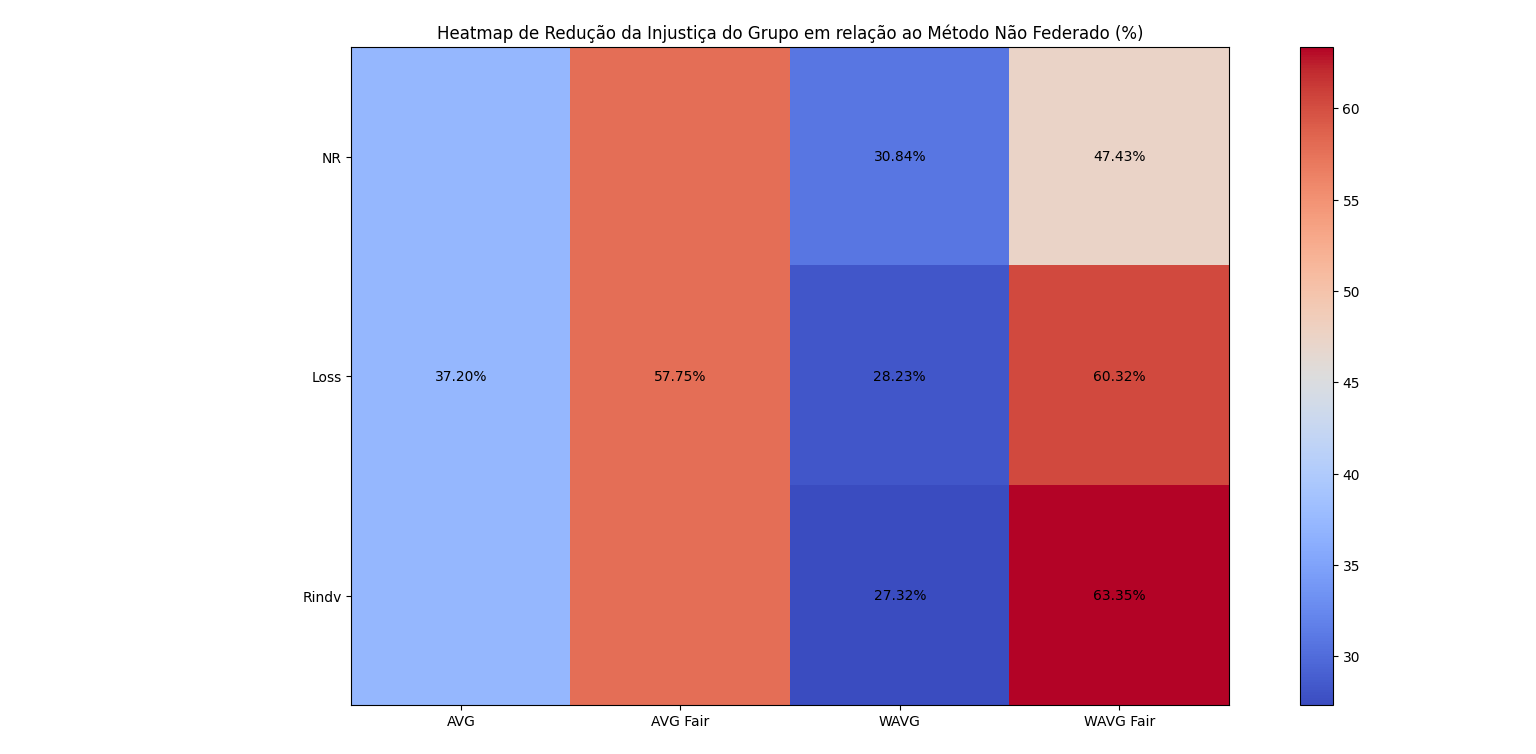 Heatmap de Redução da Injustiça do Grupo em relação ao Método Não Federado (%)
NR
30.84%
47.43%
Loss
37.20%
57.75%
28.23%
60.32%
Rindv
27.32%
63.35%
AVG
AVG Fair
WAVG
WAVG Fair
60
55
50
45
40
35
30